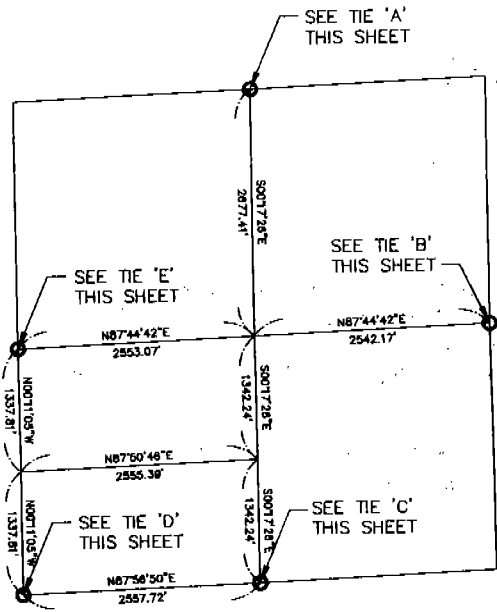 SEE TIE 'A'
THIS SHEET
S00°17'26"E
2677.41'
SEE TIE 'B'
THIS SHEET
SEE TIE 'E'
THIS SHEET
N87°44'42"E
2553.07'
N87°44'42"E
2542.17'
N00°11'05"W
1337.81'
S00°17'26"E
1342.24'
N87°50'46"E
2555.39'
N00°11'05"W
1337.81'
S00°17'26"E
1342.24'
SEE TIE 'D'
THIS SHEET
SEE TIE 'C'
THIS SHEET
N87°56'50"E
2557.72'